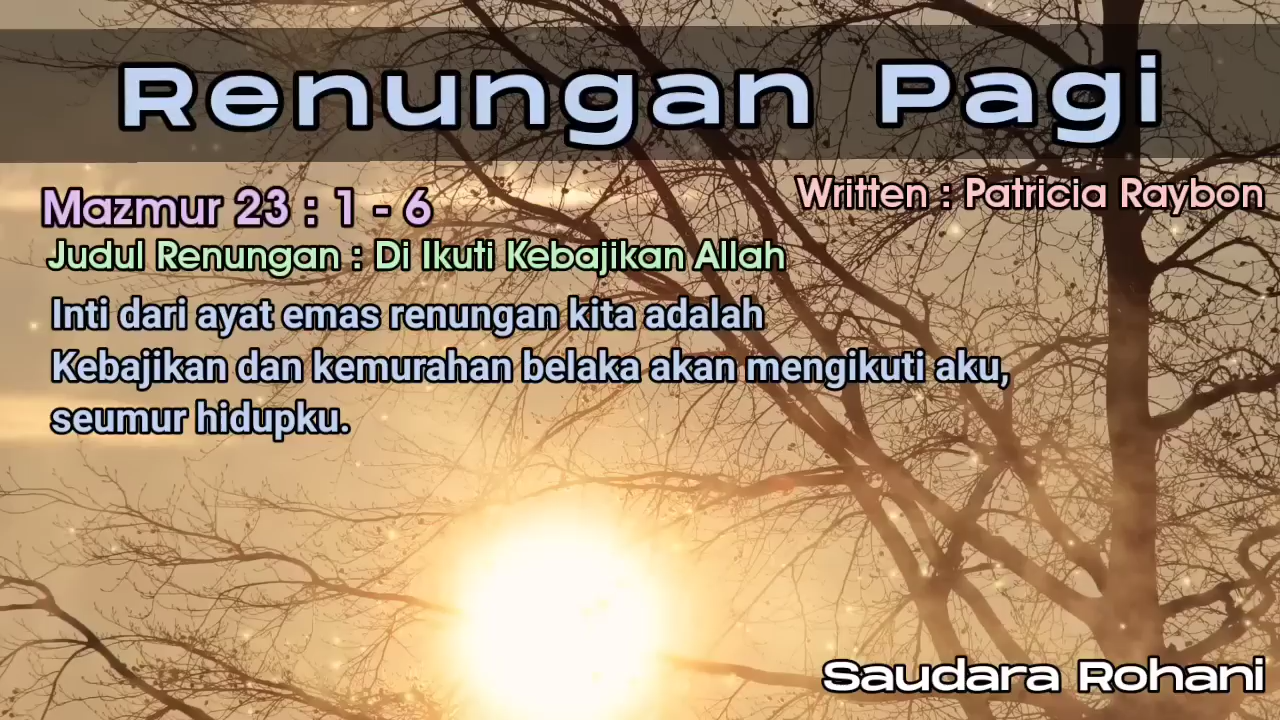 Renungan Pagi
Mazmur 23 : 1 - 6
Written : Patricia Raybon
Judul Renungan : Di Ikuti Kebajikan Allah
Inti dari ayat emas renungan kita adalah
Kebajikan dan kemurahan belaka akan mengikuti aku,
seumur hidupku.
Saudara Rohani